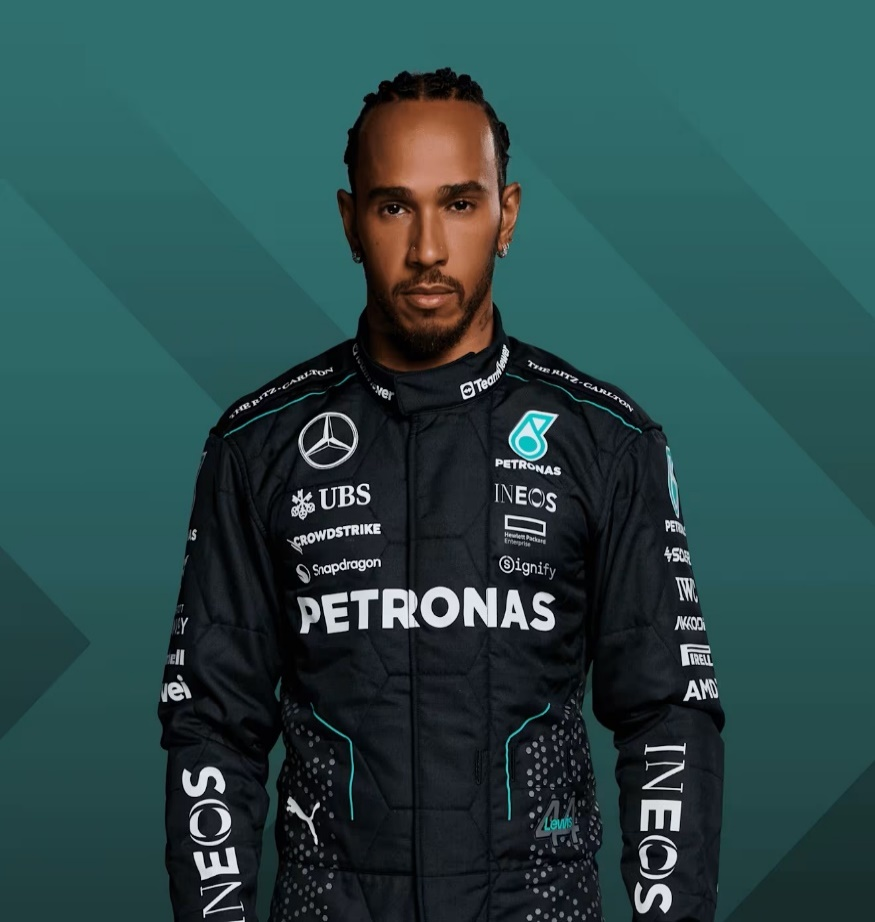 THE RITZ-CARLTON
TeamViewer
THE RITZ-CARLTON
PETRONAS
UBS
INEOS
CROWDSTRIKE
Hewlett Packard
Enterprise
Snapdragon
Signify
PETRONAS
IWC
AMD
INEOS
INEOS
44
Lewis